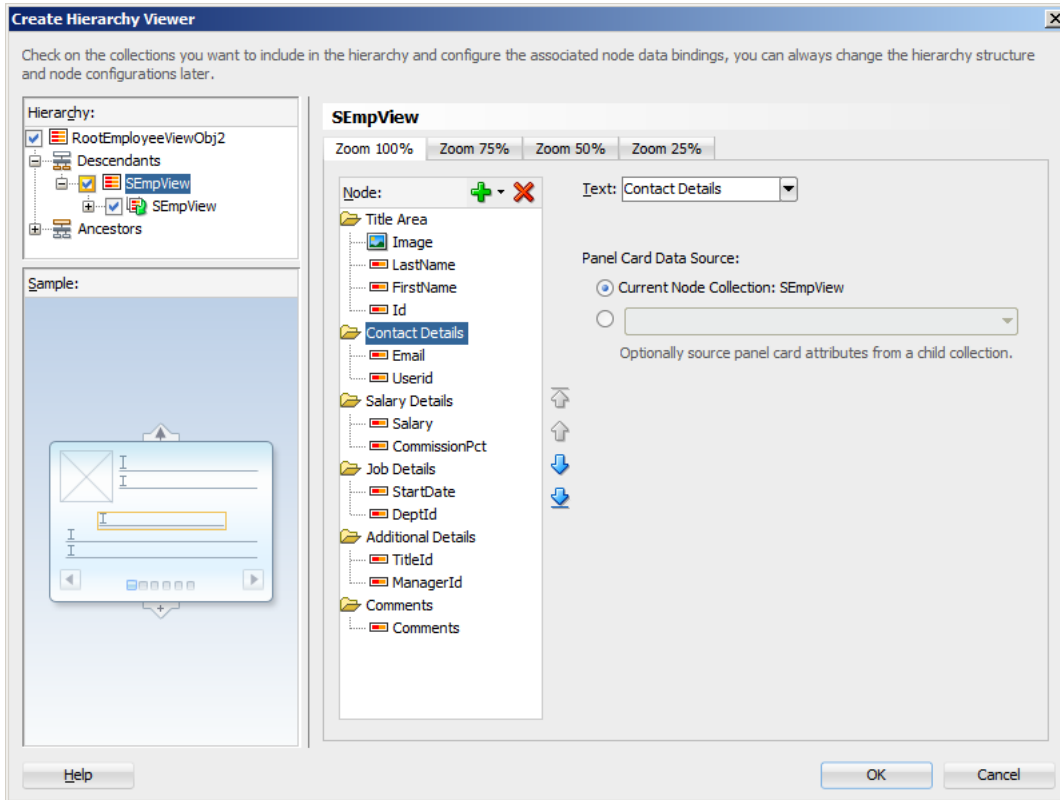 Create Hierarchy Viewer
Check on the collections you want to include in the hierarchy and configure the associated node data bindings, you can always change the hierarchy structure
and node configurations later.
Hierarchy:
RootEmployeeViewObj2
Descendants
SEmpView
SEmpView
Ancestors
Sample:
SEmpView
Zoom 100%
Zoom 75%
Zoom 50%
Zoom 25%
Node:
Title Area
Image
LastName
FirstName
Id
Contact Details
Email
Userid
Salary Details
Salary
CommissionPct
Job Details
StartDate
DeptId
Additional Details
TitleId
ManagerId
Comments
Comments
Text: Contact Details
Panel Card Data Source:
Current Node Collection: SEmpView
Optionally source panel card attributes from a child collection.
Help
OK
Cancel